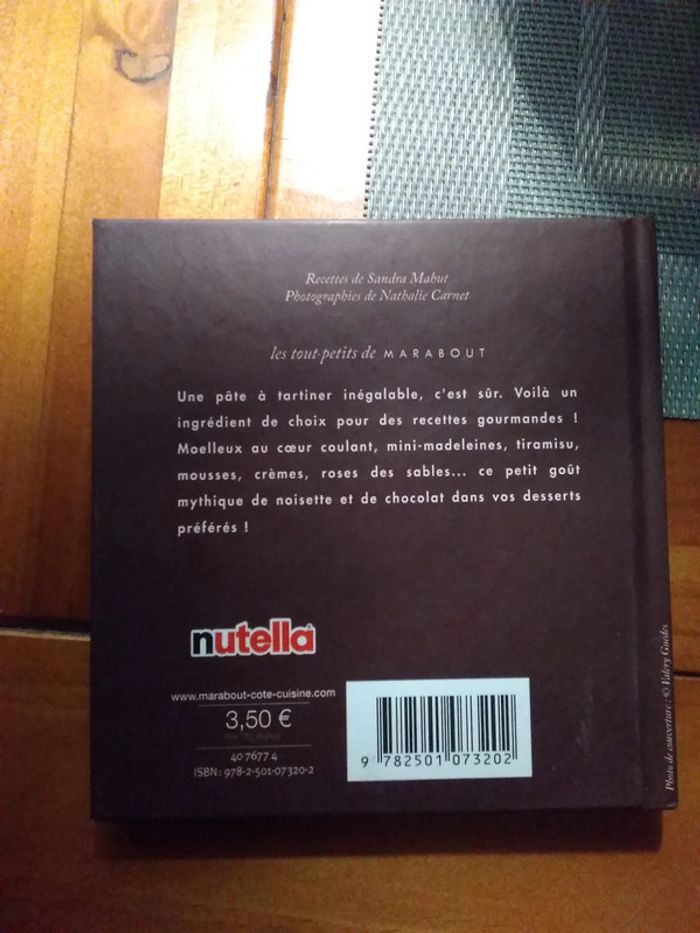 Recettes de Sandra Mahut
Photographies de Nathalie Carnet
les tout-petits de MARABOUT
Une pâte à tartiner inégalable, c'est sûr. Voilà un
ingrédient de choix pour des recettes gourmandes !
Moelleux au cœur coulant, mini-madeleines, tiramisu,
mousses, crèmes, roses des sables... ce petit goût
mythique de noisette et de chocolat dans vos desserts
préférés !
nutella
www.marabout-cote-cuisine.com
3,50 €
40 7677 4
ISBN : 978-2-501-07320-2
9 782501 073202
Photo de couverture : © Valéry Guedes